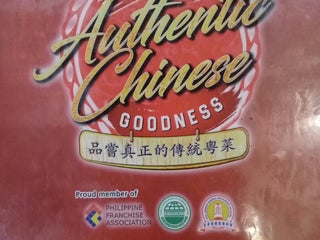 Authentic
Chinese
GOODNESS
品嘗真正的傳統粵菜
Proud member of
PHILIPPINE
FRANCHISE
ASSOCIATION